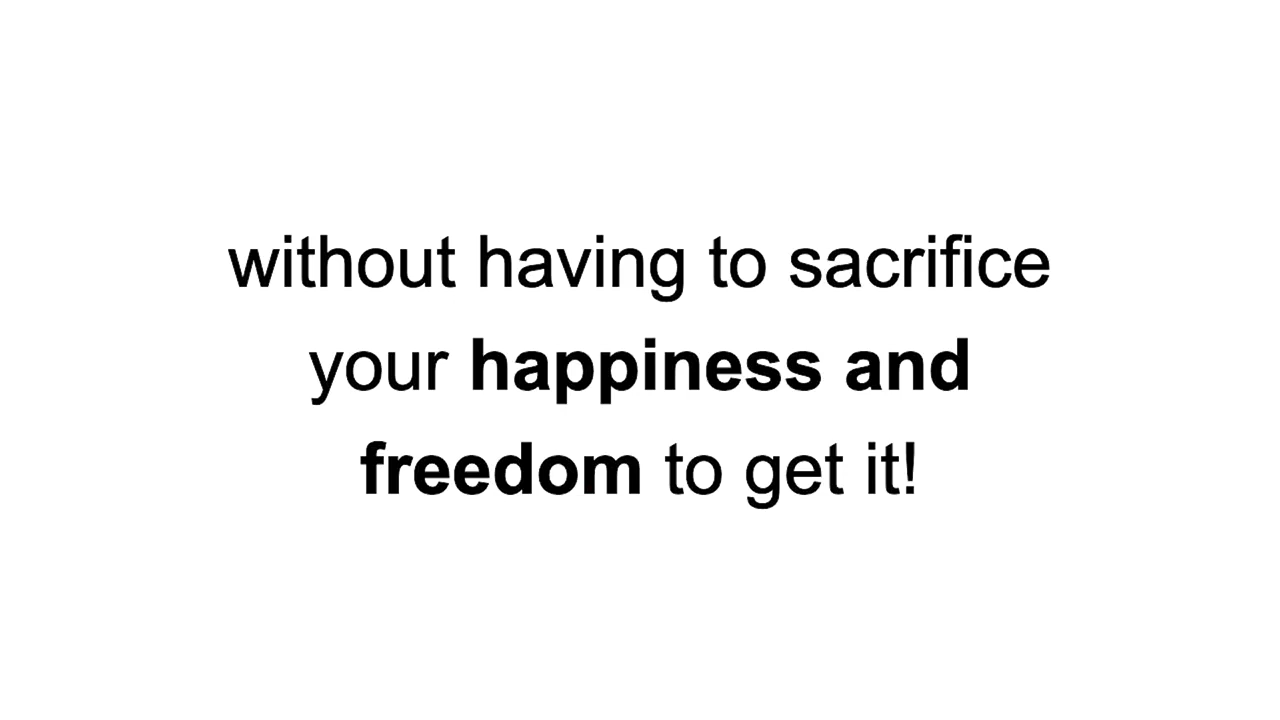 without having to sacrifice
your happiness and
freedom to get it!